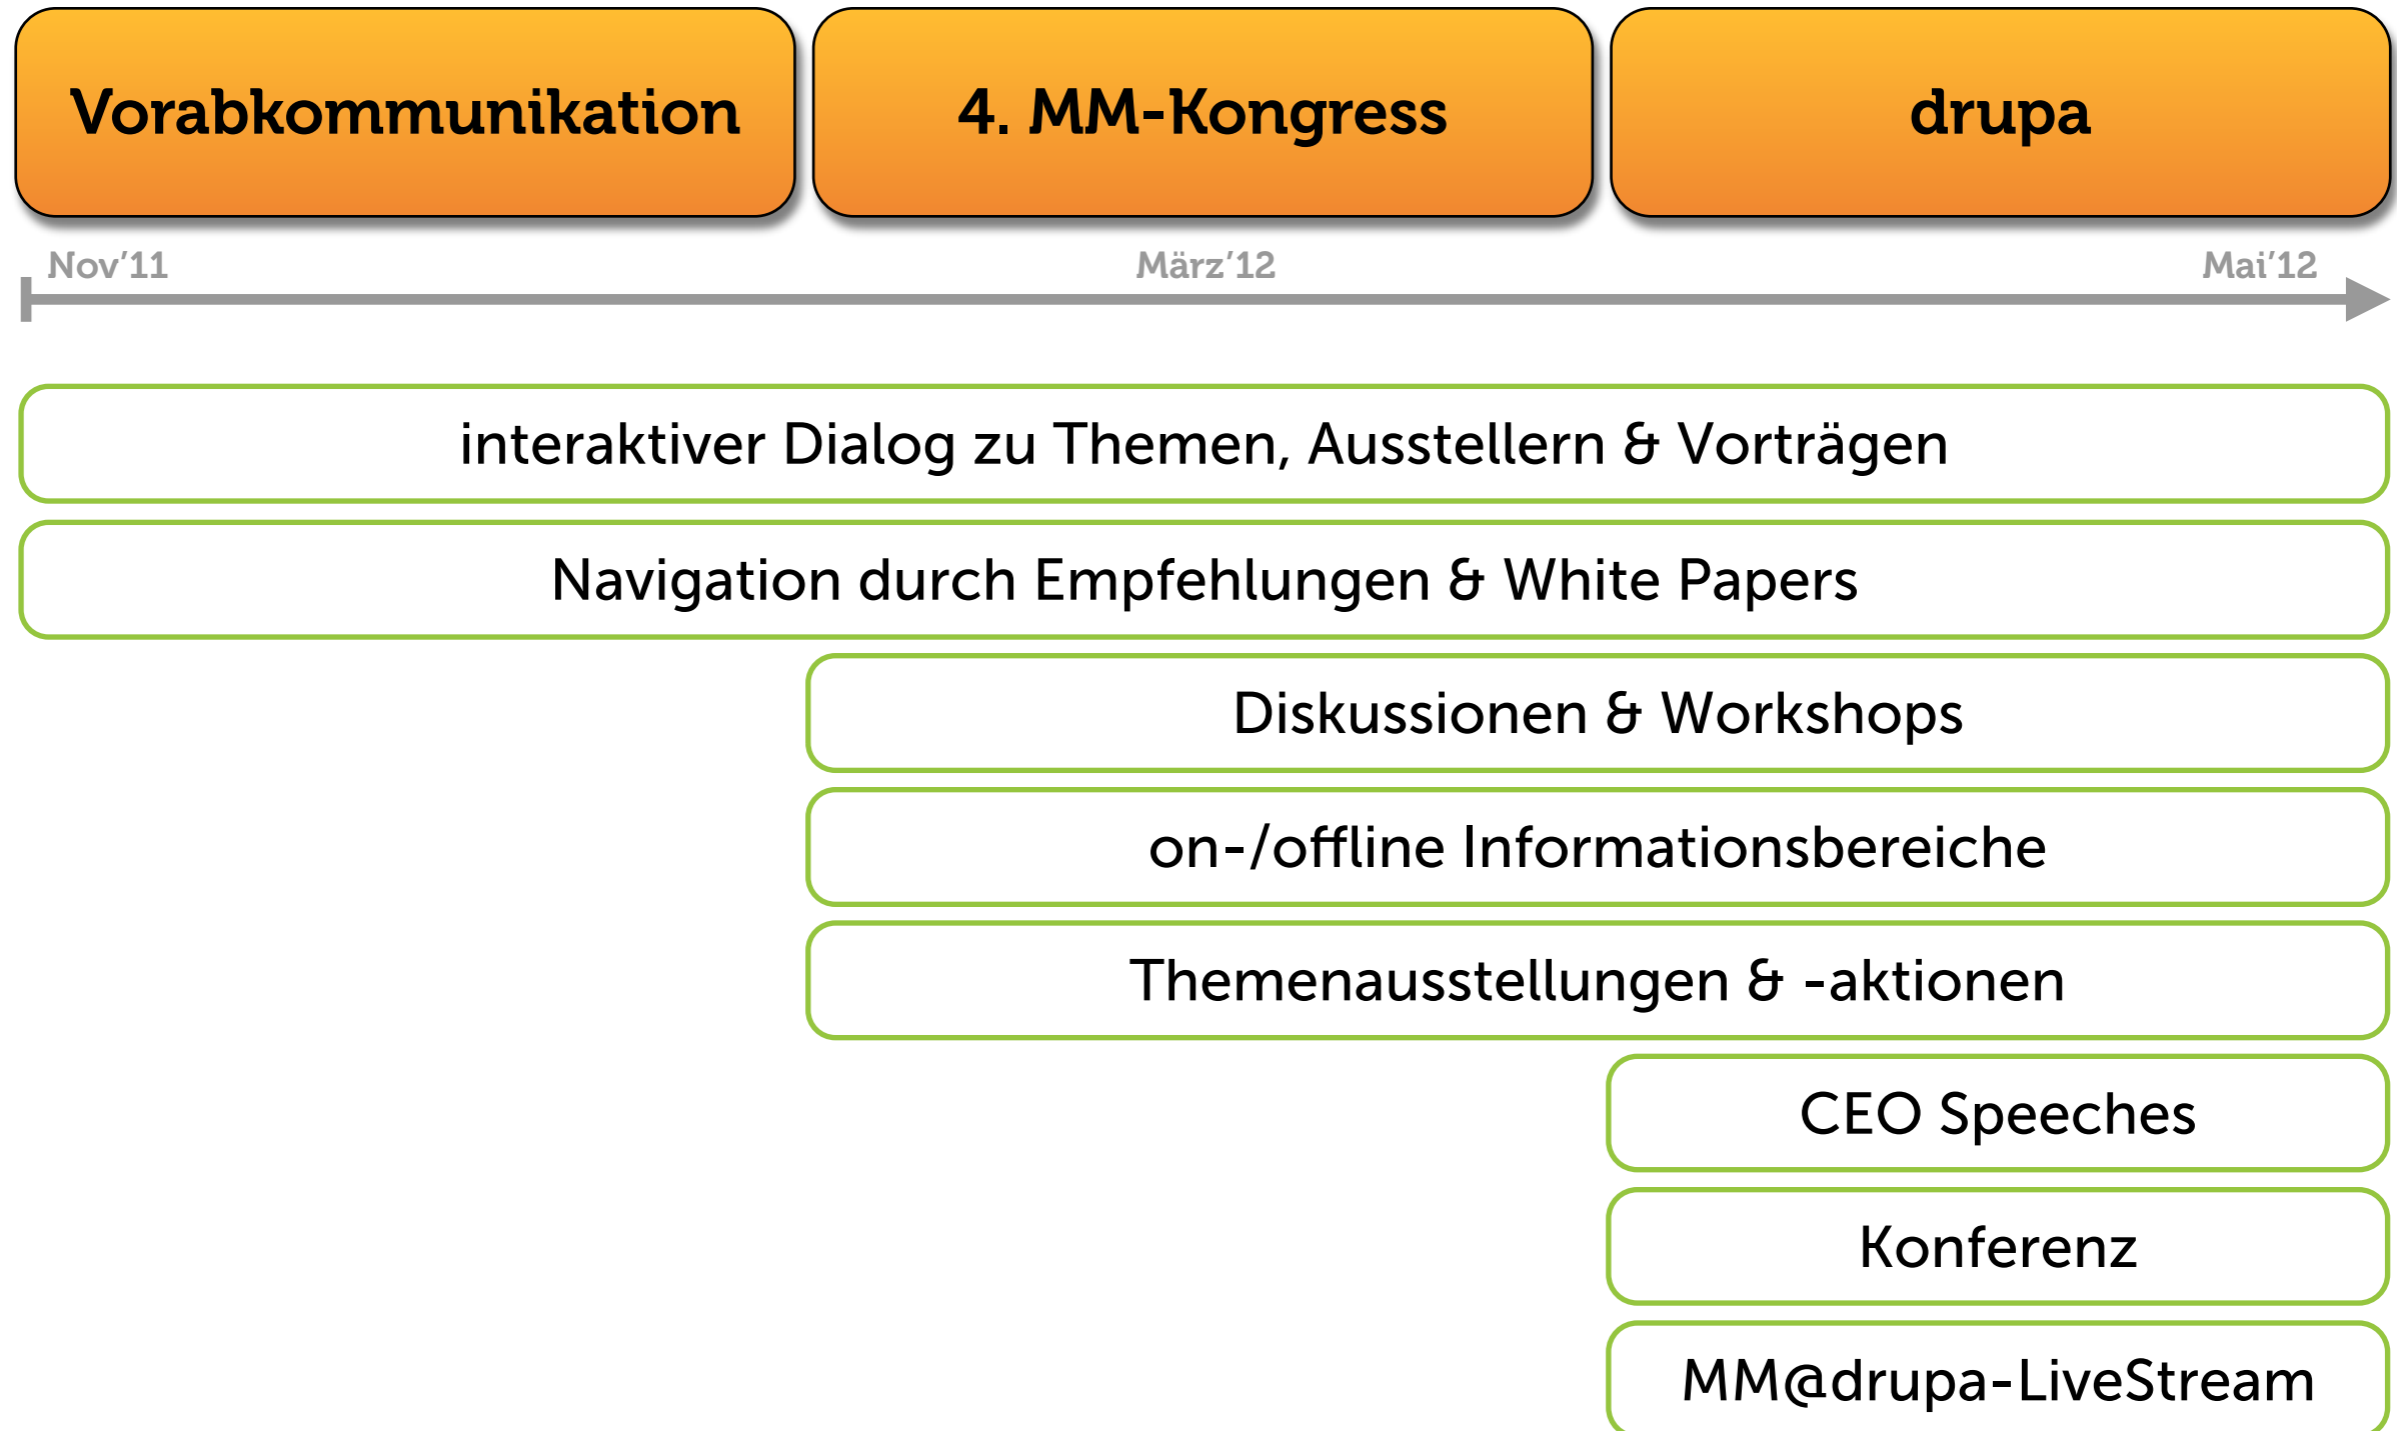 Vorabkommunikation
4. MM-Kongress
drupa
Nov'11
März'12
Mai'12
interaktiver Dialog zu Themen, Ausstellern & Vorträgen
Navigation durch Empfehlungen & White Papers
Diskussionen & Workshops
on-/offline Informationsbereiche
Themenausstellungen & -aktionen
CEO Speeches
Konferenz
MM@drupa-LiveStream